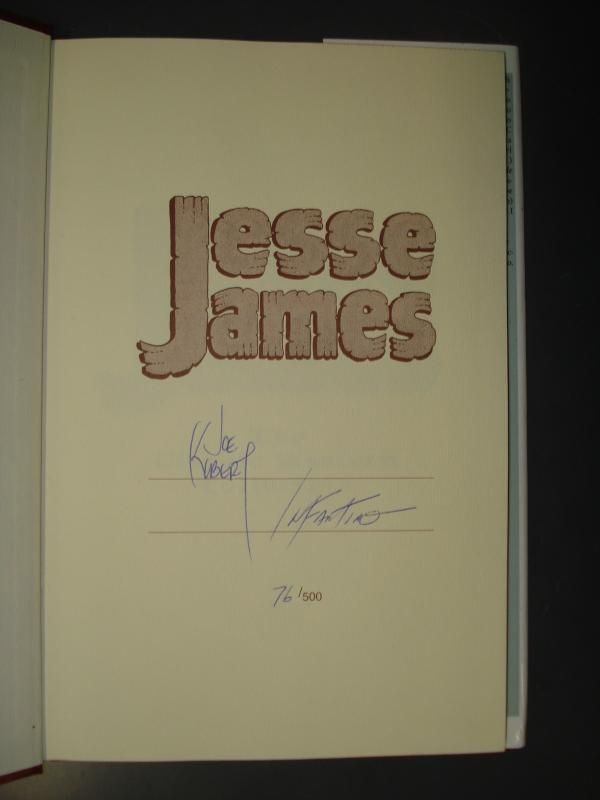 Jesse
James
Joe
Kubert
Infantino
76/500